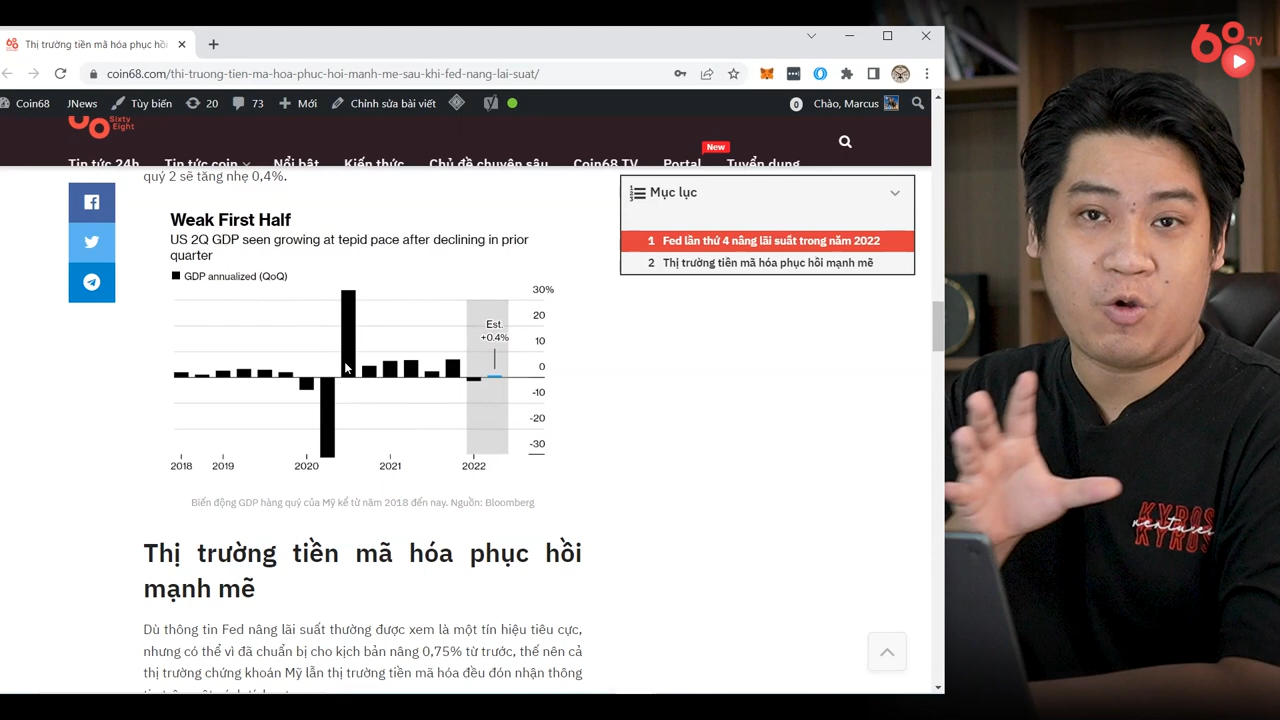 Thị trường tiền mã hóa phục hồi
coin68.com/thi-truong-tien-ma-hoa-phuc-hoi-manh-me-sau-khi-fed-nang-lai-suat/
Coin68 JNews Tùy biến 20 73 Mới Chỉnh sửa bài viết 0 Chào, Marcus
Sixty
Eight
New
Tin tức 24h Tin tức coin Nổi bật Kiến thức Chủ đề chuyên sâu Coin68 TV Portal Tuyển dụng
quý 2 sẽ tăng nhẹ 0,4%.
Mục lục
1 Fed lần thứ 4 nâng lãi suất trong năm 2022
2 Thị trường tiền mã hóa phục hồi mạnh mẽ
Weak First Half
US 2Q GDP seen growing at tepid pace after declining in prior
quarter
GDP annualized (QoQ)
30%
20
10
0
-10
-20
-30
Est.
+0.4%
2018 2019 2020 2021 2022
Biến động GDP hàng quý của Mỹ kể từ năm 2018 đến nay. Nguồn: Bloomberg
Thị trường tiền mã hóa phục hồi
mạnh mẽ
Dù thông tin Fed nâng lãi suất thường được xem là một tín hiệu tiêu cực,
nhưng có thể vì đã chuẩn bị cho kịch bản nâng 0,75% từ trước, thế nên cả
thị trường chứng khoán Mỹ lẫn thị trường tiền mã hóa đều đón nhận thông
68 TV
KYROS
ventures
KYROS